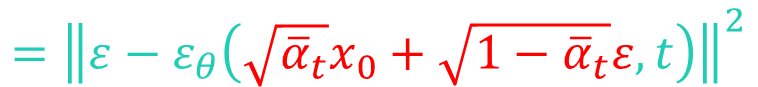 = ‖ε − ε_θ(√ᾱ_t x_0 + √(1 − ᾱ_t) ε, t)‖²